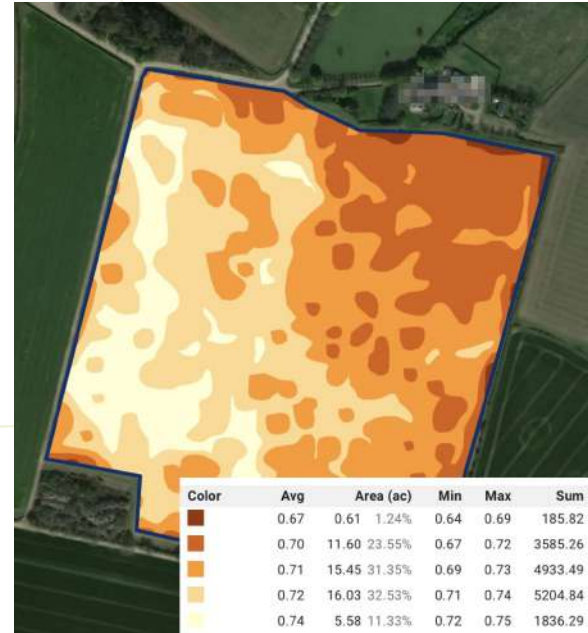 Color Avg Area (ac) Min Max Sum
0.67 0.61 1.24% 0.64 0.69 185.82
0.70 11.60 23.55% 0.67 0.72 3585.26
0.71 15.45 31.35% 0.69 0.73 4933.49
0.72 16.03 32.53% 0.71 0.74 5204.84
0.74 5.58 11.33% 0.72 0.75 1836.29